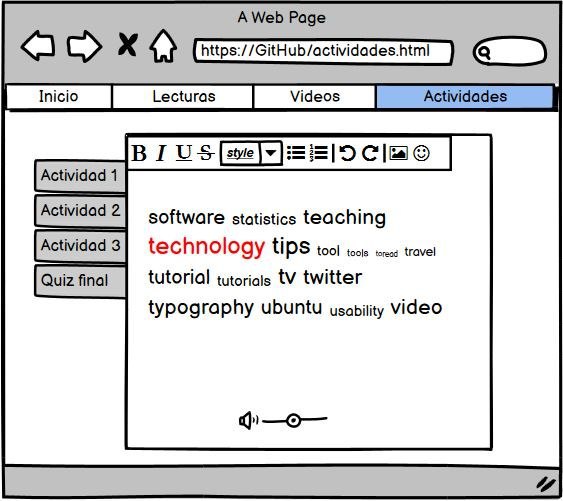 A Web Page
https://GitHub/actividades.html
Inicio Lecturas Videos Actividades
B I U S style
Actividad 1
Actividad 2
Actividad 3
Quiz final
software statistics teaching
technology tips tool tools toread travel
tutorial tutorials tv twitter
typography ubuntu usability video